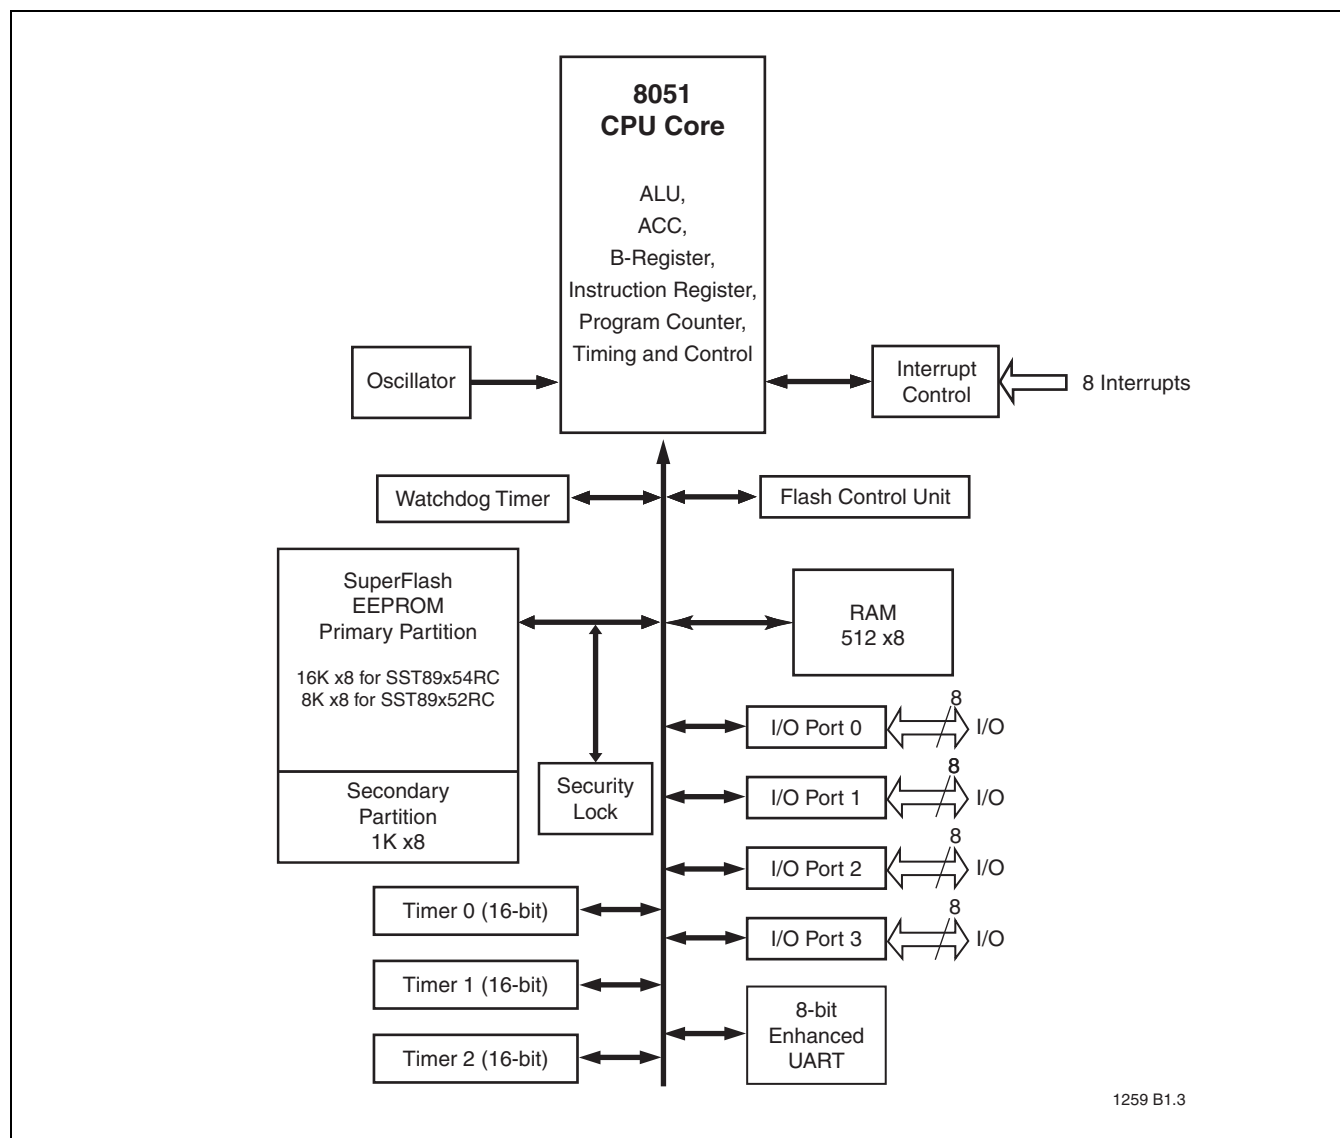 8051
CPU Core
ALU,
ACC,
B-Register,
Instruction Register,
Program Counter,
Timing and Control
Oscillator
Interrupt
Control
8 Interrupts
Watchdog Timer
Flash Control Unit
SuperFlash
EEPROM
Primary Partition
16K x8 for SST89x54RC
8K x8 for SST89x52RC
RAM
512 x8
8
I/O Port 0
I/O
Security
Lock
8
I/O Port 1
I/O
Secondary
Partition
1K x8
8
I/O Port 2
I/O
Timer 0 (16-bit)
8
I/O Port 3
I/O
Timer 1 (16-bit)
8-bit
Enhanced
UART
Timer 2 (16-bit)
1259 B1.3